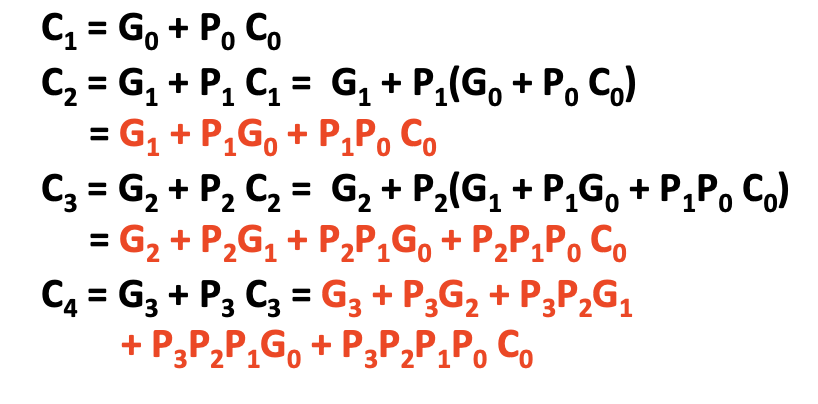 C₁ = G₀ + P₀ C₀
C₂ = G₁ + P₁ C₁ = G₁ + P₁(G₀ + P₀ C₀)
= G₁ + P₁G₀ + P₁P₀ C₀
C₃ = G₂ + P₂ C₂ = G₂ + P₂(G₁ + P₁G₀ + P₁P₀ C₀)
= G₂ + P₂G₁ + P₂P₁G₀ + P₂P₁P₀ C₀
C₄ = G₃ + P₃ C₃ = G₃ + P₃G₂ + P₃P₂G₁
+ P₃P₂P₁G₀ + P₃P₂P₁P₀ C₀